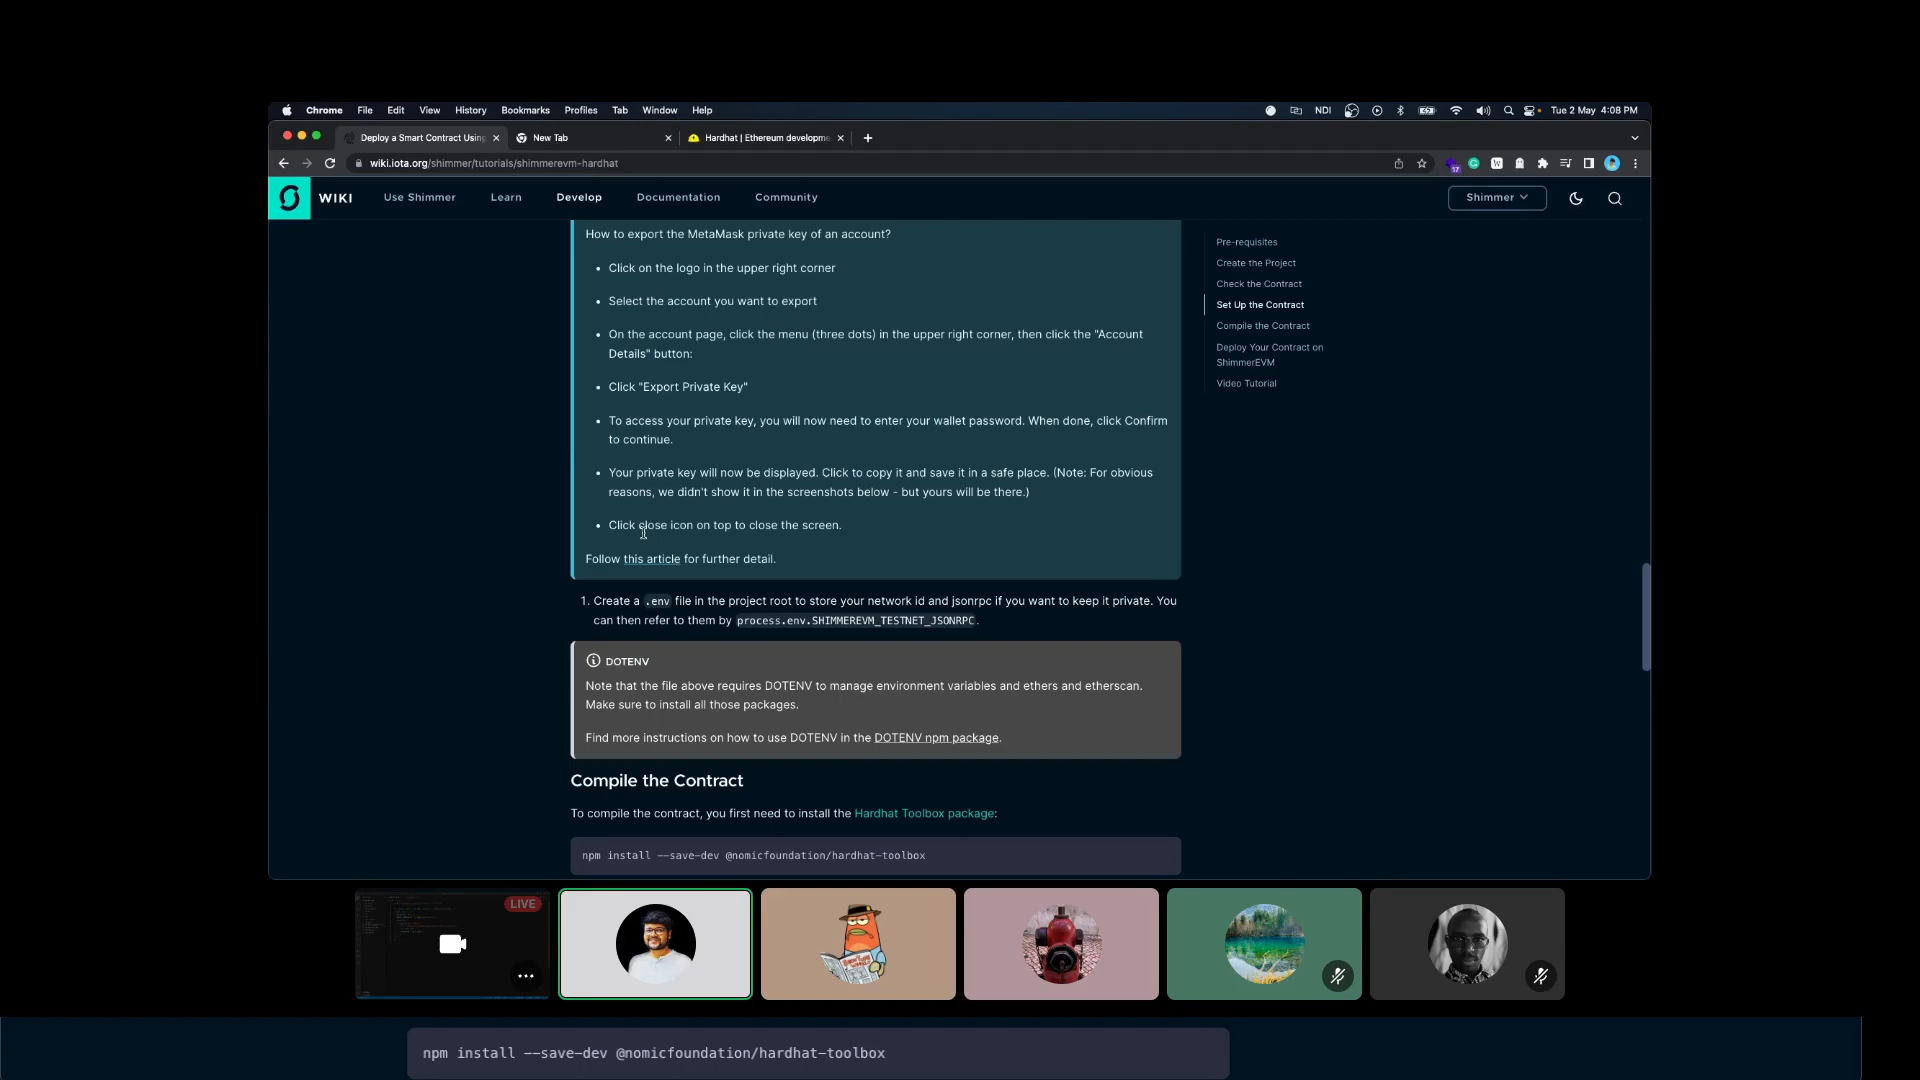 Chrome File Edit View History Bookmarks Profiles Tab Window Help
NDI
Tue 2 May 4:08 PM
Deploy a Smart Contract Using
New Tab
Hardhat | Ethereum developme
wiki.iota.org/shimmer/tutorials/shimmerevm-hardhat
17
WIKI
Use Shimmer
Learn
Develop
Documentation
Community
Shimmer
How to export the MetaMask private key of an account?
• Click on the logo in the upper right corner
• Select the account you want to export
• On the account page, click the menu (three dots) in the upper right corner, then click the "Account
Details" button:
• Click "Export Private Key"
• To access your private key, you will now need to enter your wallet password. When done, click Confirm
to continue.
• Your private key will now be displayed. Click to copy it and save it in a safe place. (Note: For obvious
reasons, we didn't show it in the screenshots below - but yours will be there.)
• Click close icon on top to close the screen.
Follow this article for further detail.
1. Create a .env file in the project root to store your network id and jsonrpc if you want to keep it private. You
can then refer to them by process.env.SHIMMEREVM_TESTNET_JSONRPC.
DOTENV
Note that the file above requires DOTENV to manage environment variables and ethers and etherscan.
Make sure to install all those packages.
Find more instructions on how to use DOTENV in the DOTENV npm package.
Compile the Contract
To compile the contract, you first need to install the Hardhat Toolbox package:
npm install --save-dev @nomicfoundation/hardhat-toolbox
Pre-requisites
Create the Project
Check the Contract
Set Up the Contract
Compile the Contract
Deploy Your Contract on
ShimmerEVM
Video Tutorial
LIVE
npm install --save-dev @nomicfoundation/hardhat-toolbox